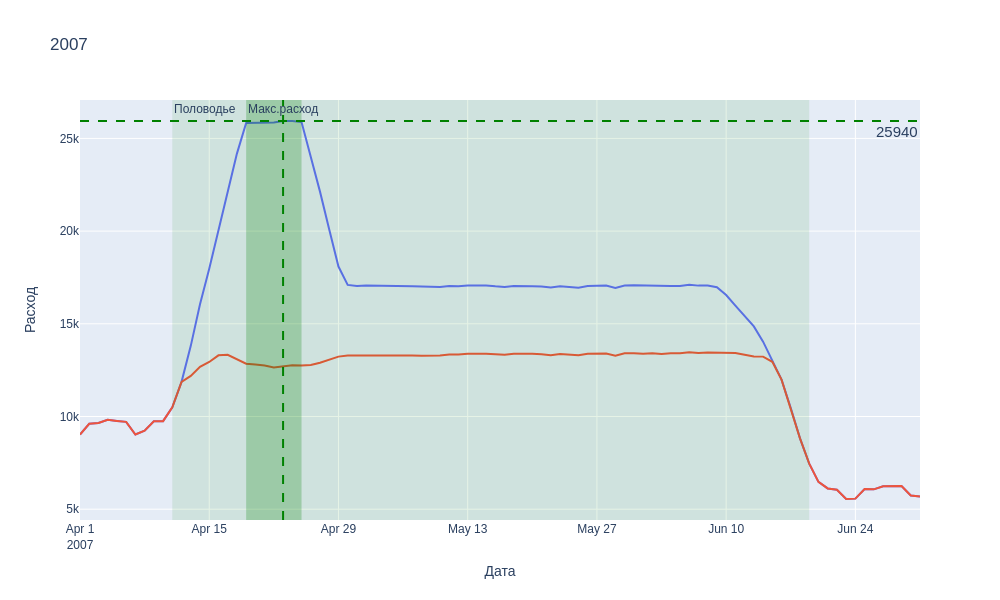 2007
Половодье
Макс.расход
25940
25k
20k
15k
10k
5k
Расход
Apr 1
2007
Apr 15
Apr 29
May 13
May 27
Jun 10
Jun 24
Дата